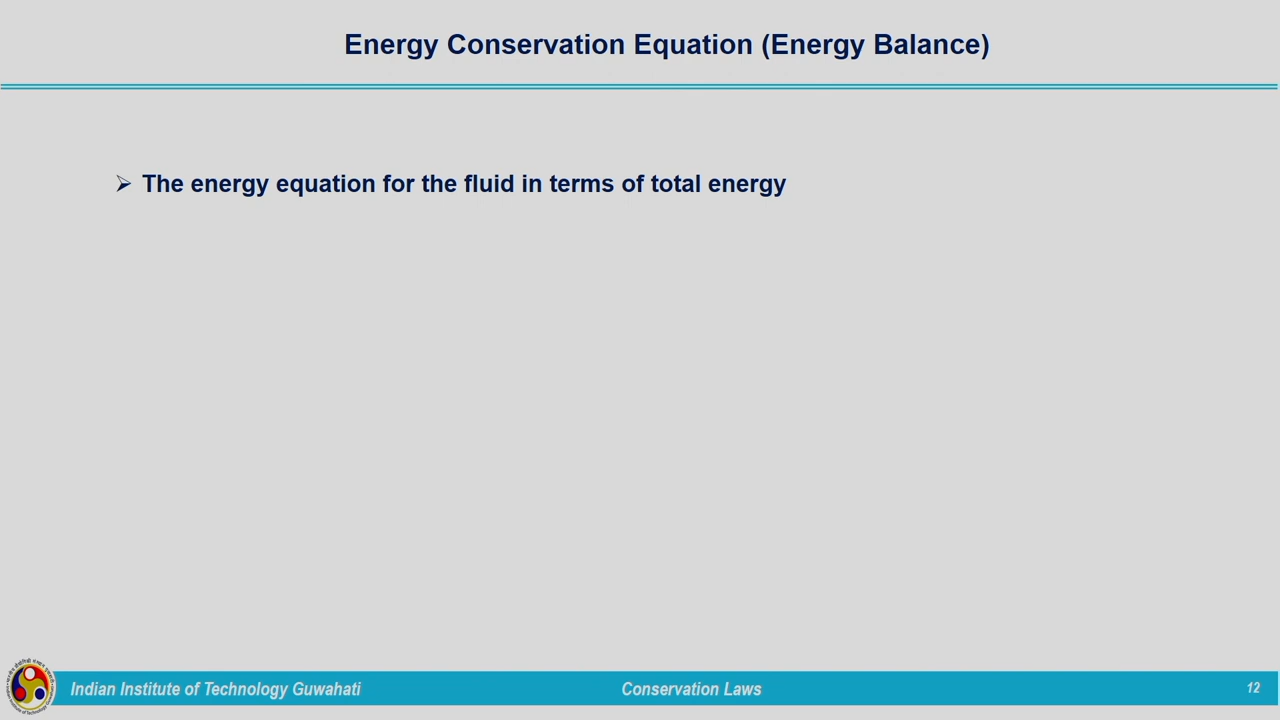 Energy Conservation Equation (Energy Balance)
The energy equation for the fluid in terms of total energy
Indian Institute of Technology Guwahati
Conservation Laws
12